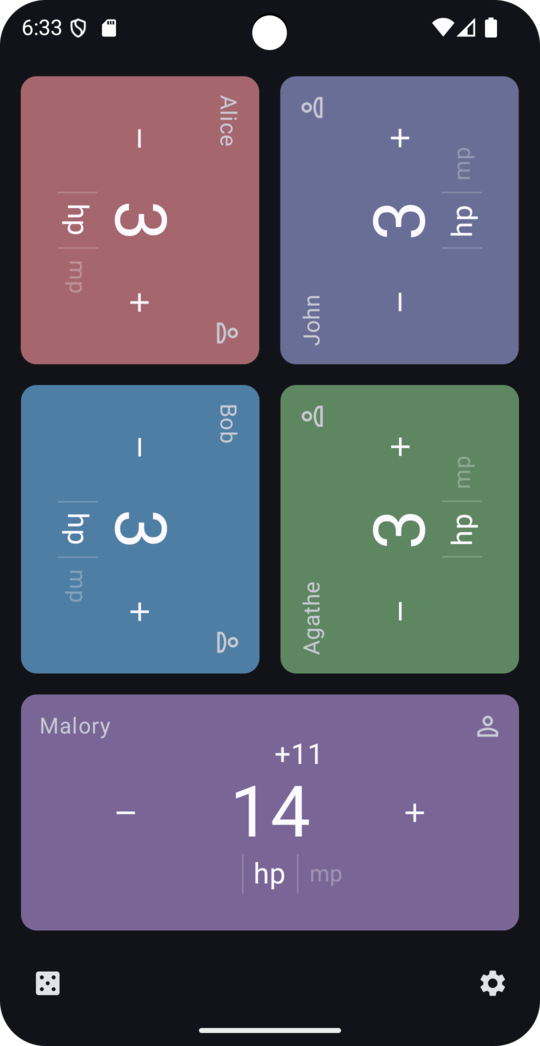 6:33
Alice
−
3
+
hp
mp
John
−
3
+
hp
mp
Bob
−
3
+
hp
mp
Agathe
−
3
+
hp
mp
Malory
+11
− 14 +
hp mp